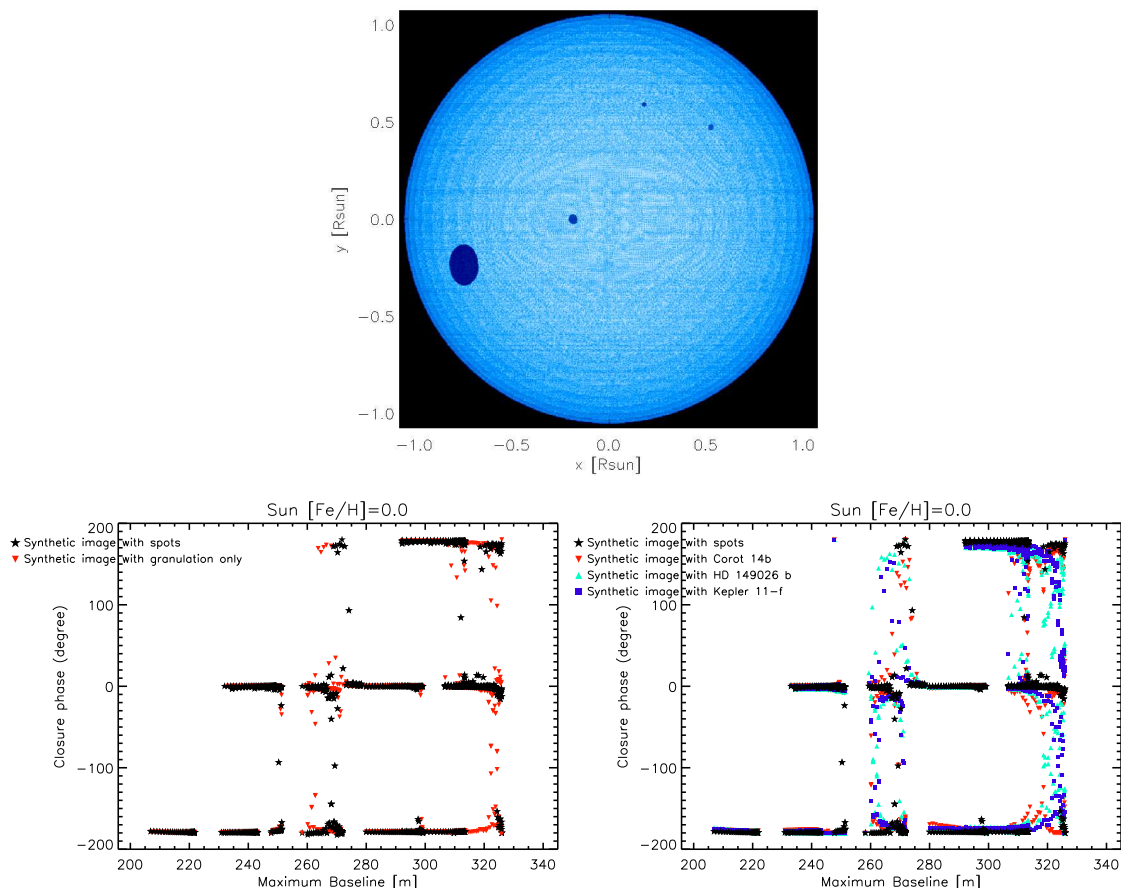 1.0
0.5
0.0
−0.5
−1.0
y [Rsun]
−1.0 −0.5 0.0 0.5 1.0
x [Rsun]
Sun [Fe/H]=0.0
Synthetic image with spots
Synthetic image with granulation only
200
100
0
−100
−200
Closure phase (degree)
200 220 240 260 280 300 320 340
Maximum Baseline [m]
Sun [Fe/H]=0.0
Synthetic image with spots
Synthetic image with Corot 14b
Synthetic image with HD 149026 b
Synthetic image with Kepler 11-f
200
100
0
−100
−200
Closure phase (degree)
200 220 240 260 280 300 320 340
Maximum Baseline [m]